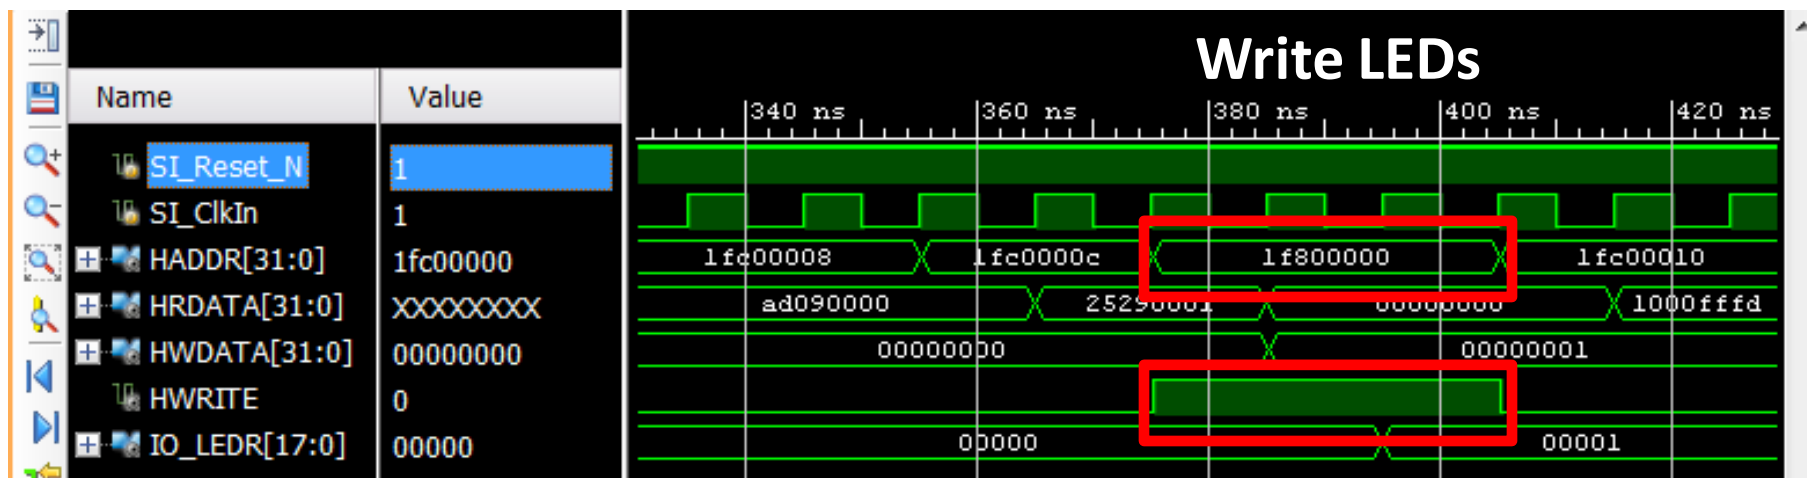 Write LEDs
Name Value
340 ns 360 ns 380 ns 400 ns 420 ns
SI_Reset_N 1
SI_ClkIn 1
HADDR[31:0] 1fc00000 1fc00008 1fc0000c 1f800000 1fc00010
HRDATA[31:0] XXXXXXXX ad090000 25290001 00000000 1000fffd
HWDATA[31:0] 00000000 00000000 00000001
HWRITE 0
IO_LEDR[17:0] 00000 00000 00001